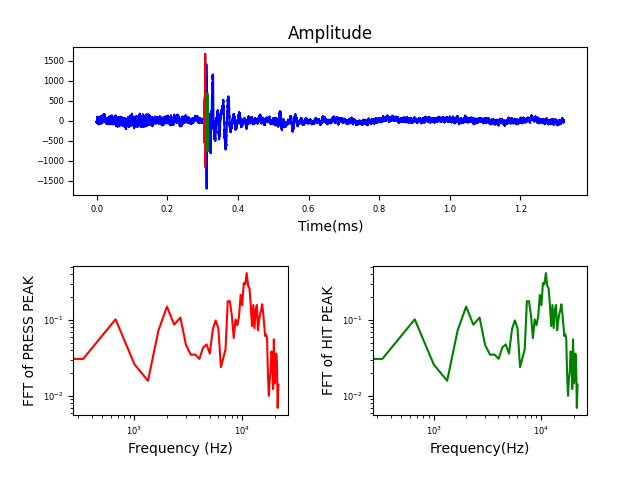 Amplitude
1500
1000
500
0
−500
−1000
−1500
0.0 0.2 0.4 0.6 0.8 1.0 1.2
Time(ms)
FFT of PRESS PEAK
10⁻¹
10⁻²
10³ 10⁴
Frequency (Hz)
FFT of HIT PEAK
10⁻¹
10⁻²
10³ 10⁴
Frequency(Hz)